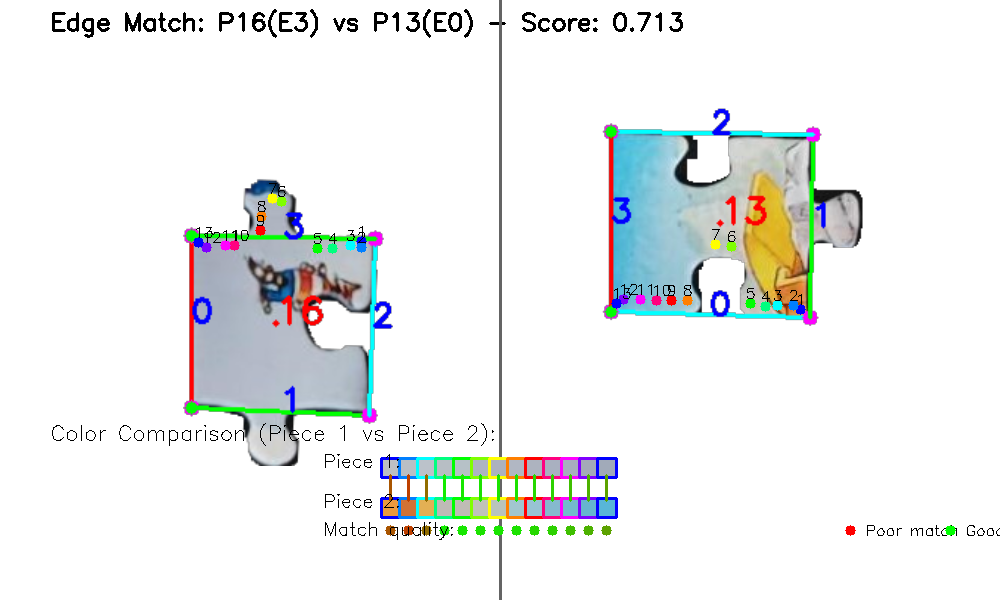 Edge Match: P16(E3) vs P13(E0) - Score: 0.713
2
3 1
.13
7 6
12 11 10 9 8 5 4 3 2 1
0
7 6
8
9
3
13 12 11 10 5 4 3 2 1
0 .16 2
1
Color Comparison (Piece 1 vs Piece 2):
Piece 1:
Piece 2:
Match quality:
Poor match Good